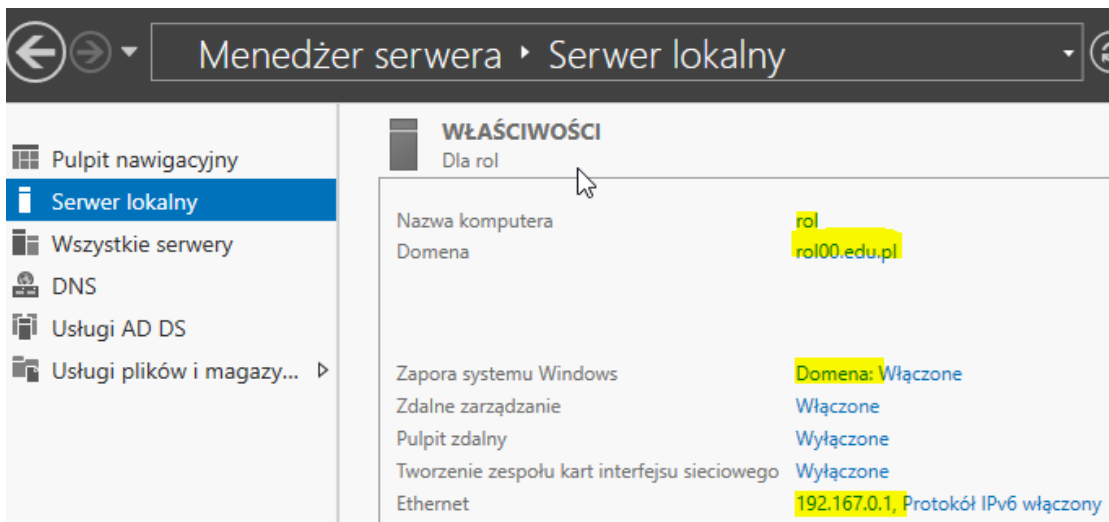 Menedżer serwera ‣ Serwer lokalny
Pulpit nawigacyjny
Serwer lokalny
Wszystkie serwery
DNS
Usługi AD DS
Usługi plików i magazy...
WŁAŚCIWOŚCI
Dla rol
Nazwa komputera rol
Domena rol00.edu.pl
Zapora systemu Windows Domena: Włączone
Zdalne zarządzanie Włączone
Pulpit zdalny Wyłączone
Tworzenie zespołu kart interfejsu sieciowego Wyłączone
Ethernet 192.167.0.1, Protokół IPv6 włączony